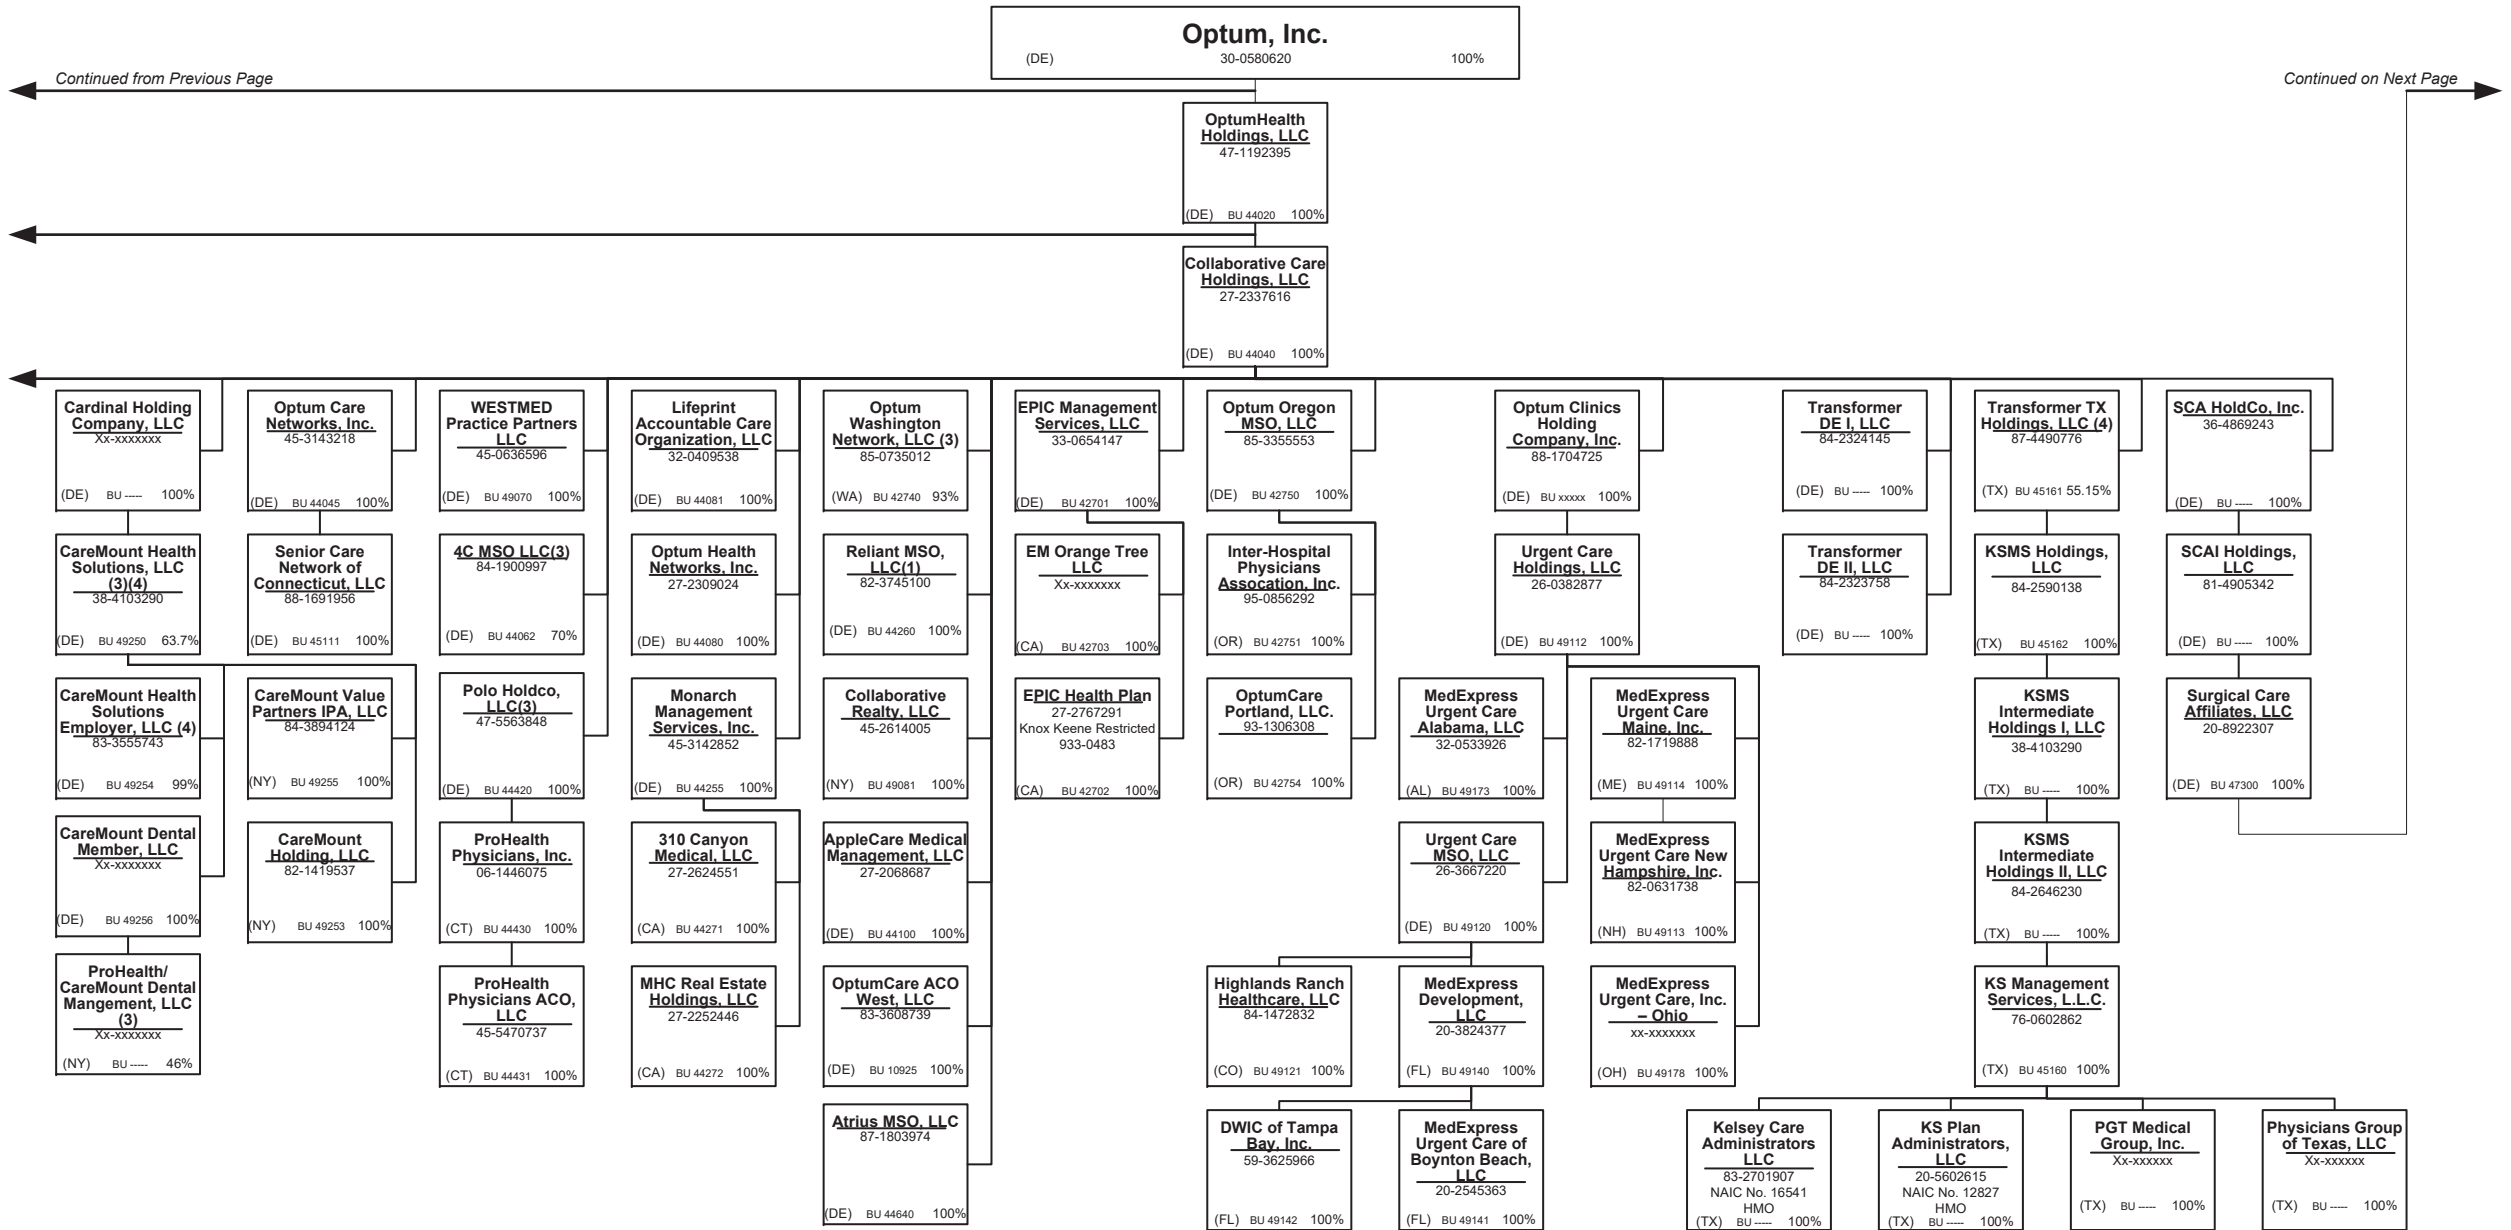 Optum, Inc.
(DE) 30-0580620 100%
Continued from Previous Page
Continued on Next Page
OptumHealth
Holdings, LLC
47-1192395
(DE) BU 44020 100%
Collaborative Care
Holdings, LLC
27-2337616
(DE) BU 44040 100%
Cardinal Holding
Company, LLC
Xx-xxxxxxx
(DE) BU ----- 100%
Optum Care
Networks, Inc.
45-3143218
(DE) BU 44045 100%
WESTMED
Practice Partners
LLC
45-0636596
(DE) BU 49070 100%
Lifeprint
Accountable Care
Organization, LLC
32-0409538
(DE) BU 44081 100%
Optum
Washington
Network, LLC (3)
85-0735012
(WA) BU 42740 93%
EPIC Management
Services, LLC
33-0654147
(DE) BU 42701 100%
Optum Oregon
MSO, LLC
85-3355553
(DE) BU 42750 100%
Optum Clinics
Holding
Company, Inc.
88-1704725
(DE) BU xxxxx 100%
Transformer
DE I, LLC
84-2324145
(DE) BU ----- 100%
Transformer TX
Holdings, LLC (4)
87-4490776
(TX) BU 45161 55.15%
SCA HoldCo, Inc.
36-4869243
(DE) BU ----- 100%
CareMount Health
Solutions, LLC
(3)(4)
38-4103290
(DE) BU 49250 63.7%
Senior Care
Network of
Connecticut, LLC
88-1691956
(DE) BU 45111 100%
4C MSO LLC(3)
84-1900997
(DE) BU 44062 70%
Optum Health
Networks, Inc.
27-2309024
(DE) BU 44080 100%
Reliant MSO,
LLC(1)
82-3745100
(DE) BU 44260 100%
EM Orange Tree
LLC
Xx-xxxxxxx
(CA) BU 42703 100%
Inter-Hospital
Physicians
Assocation, Inc.
95-0856292
(OR) BU 42751 100%
Urgent Care
Holdings, LLC
26-0382877
(DE) BU 49112 100%
Transformer
DE II, LLC
84-2323758
(DE) BU ----- 100%
KSMS Holdings,
LLC
84-2590138
(TX) BU 45162 100%
SCAI Holdings,
LLC
81-4905342
(DE) BU ----- 100%
CareMount Health
Solutions
Employer, LLC (4)
83-3555743
(DE) BU 49254 99%
CareMount Value
Partners IPA, LLC
84-3894124
(NY) BU 49255 100%
Polo Holdco,
LLC(3)
47-5563848
(DE) BU 44420 100%
Monarch
Management
Services, Inc.
45-3142852
(DE) BU 44255 100%
Collaborative
Realty, LLC
45-2614005
(NY) BU 49081 100%
EPIC Health Plan
27-2767291
Knox Keene Restricted
933-0483
(CA) BU 42702 100%
OptumCare
Portland, LLC.
93-1306308
(OR) BU 42754 100%
MedExpress
Urgent Care
Alabama, LLC
32-0533926
(AL) BU 49173 100%
MedExpress
Urgent Care
Maine, Inc.
82-1719888
(ME) BU 49114 100%
KSMS
Intermediate
Holdings I, LLC
38-4103290
(TX) BU ----- 100%
Surgical Care
Affiliates, LLC
20-8922307
(DE) BU 47300 100%
CareMount Dental
Member, LLC
Xx-xxxxxxx
(DE) BU 49256 100%
CareMount
Holding, LLC
82-1419537
(NY) BU 49253 100%
ProHealth
Physicians, Inc.
06-1446075
(CT) BU 44430 100%
310 Canyon
Medical, LLC
27-2624551
(CA) BU 44271 100%
AppleCare Medical
Management, LLC
27-2068687
(DE) BU 44100 100%
Urgent Care
MSO, LLC
26-3667220
(DE) BU 49120 100%
MedExpress
Urgent Care New
Hampshire, Inc.
82-0631738
(NH) BU 49113 100%
KSMS
Intermediate
Holdings II, LLC
84-2646230
(TX) BU ----- 100%
ProHealth/
CareMount Dental
Mangement, LLC
(3)
Xx-xxxxxxx
(NY) BU ----- 46%
ProHealth
Physicians ACO,
LLC
45-5470737
(CT) BU 44431 100%
MHC Real Estate
Holdings, LLC
27-2252446
(CA) BU 44272 100%
OptumCare ACO
West, LLC
83-3608739
(DE) BU 10925 100%
Highlands Ranch
Healthcare, LLC
84-1472832
(CO) BU 49121 100%
MedExpress
Development,
LLC
20-3824377
(FL) BU 49140 100%
MedExpress
Urgent Care, Inc.
– Ohio
xx-xxxxxxx
(OH) BU 49178 100%
KS Management
Services, L.L.C.
76-0602862
(TX) BU 45160 100%
Atrius MSO, LLC
87-1803974
(DE) BU 44640 100%
DWIC of Tampa
Bay, Inc.
59-3625966
(FL) BU 49142 100%
MedExpress
Urgent Care of
Boynton Beach,
LLC
20-2545363
(FL) BU 49141 100%
Kelsey Care
Administrators
LLC
83-2701907
NAIC No. 16541
HMO
(TX) BU ----- 100%
KS Plan
Administrators,
LLC
20-5602615
NAIC No. 12827
HMO
(TX) BU ----- 100%
PGT Medical
Group, Inc.
Xx-xxxxxx
(TX) BU ----- 100%
Physicians Group
of Texas, LLC
Xx-xxxxxx
(TX) BU ----- 100%